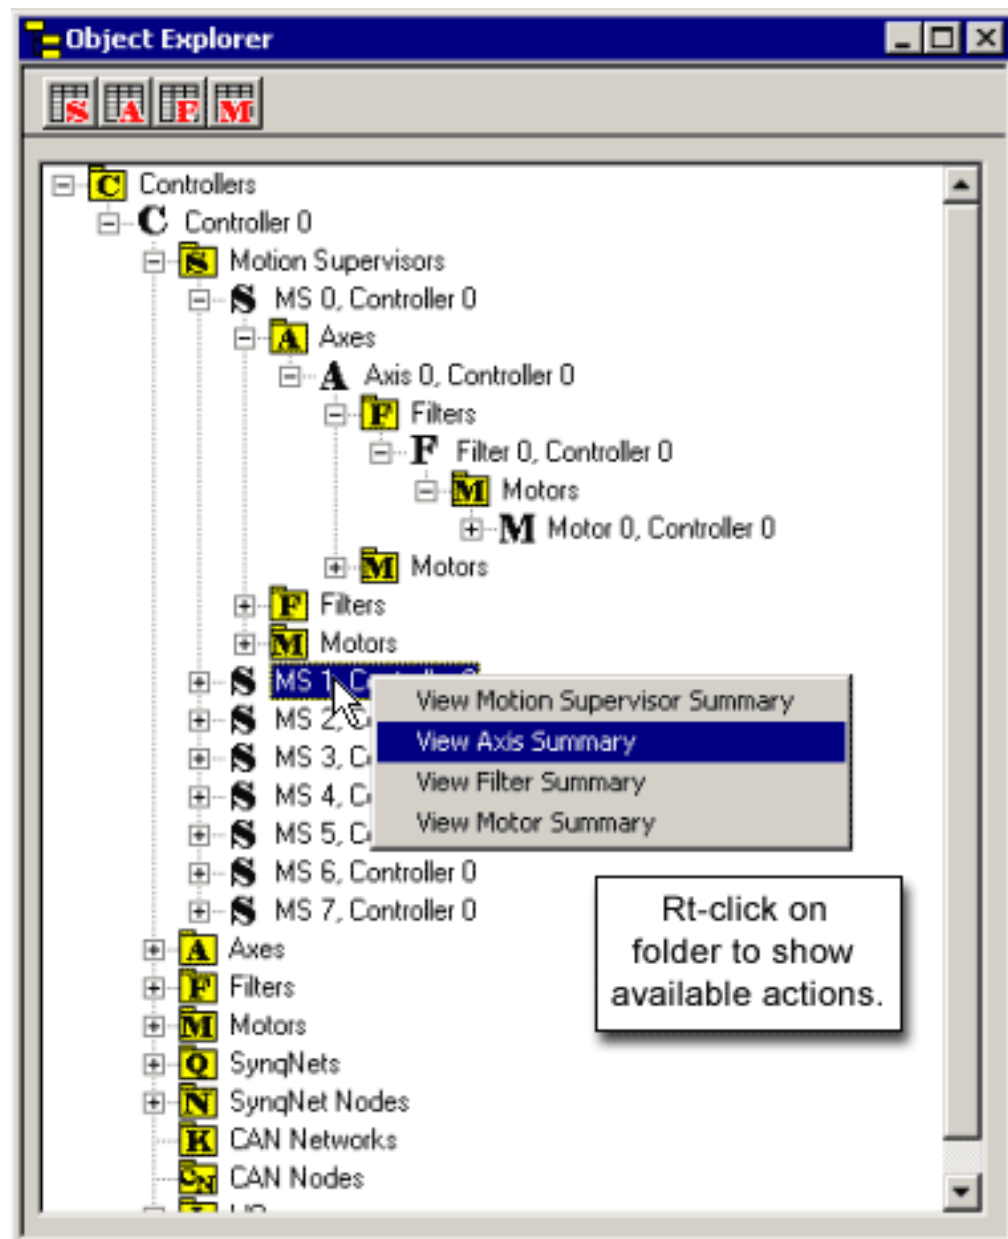 Object Explorer
S A F M
C Controllers
C Controller 0
S Motion Supervisors
S MS 0, Controller 0
A Axes
A Axis 0, Controller 0
F Filters
F Filter 0, Controller 0
M Motors
M Motor 0, Controller 0
M Motors
F Filters
M Motors
S MS 1,
S MS 2,
S MS 3,
S MS 4,
S MS 5,
S MS 6, Controller 0
S MS 7, Controller 0
View Motion Supervisor Summary
View Axis Summary
View Filter Summary
View Motor Summary
Rt-click on
folder to show
available actions.
A Axes
F Filters
M Motors
Q SynqNets
N SynqNet Nodes
K CAN Networks
CN CAN Nodes